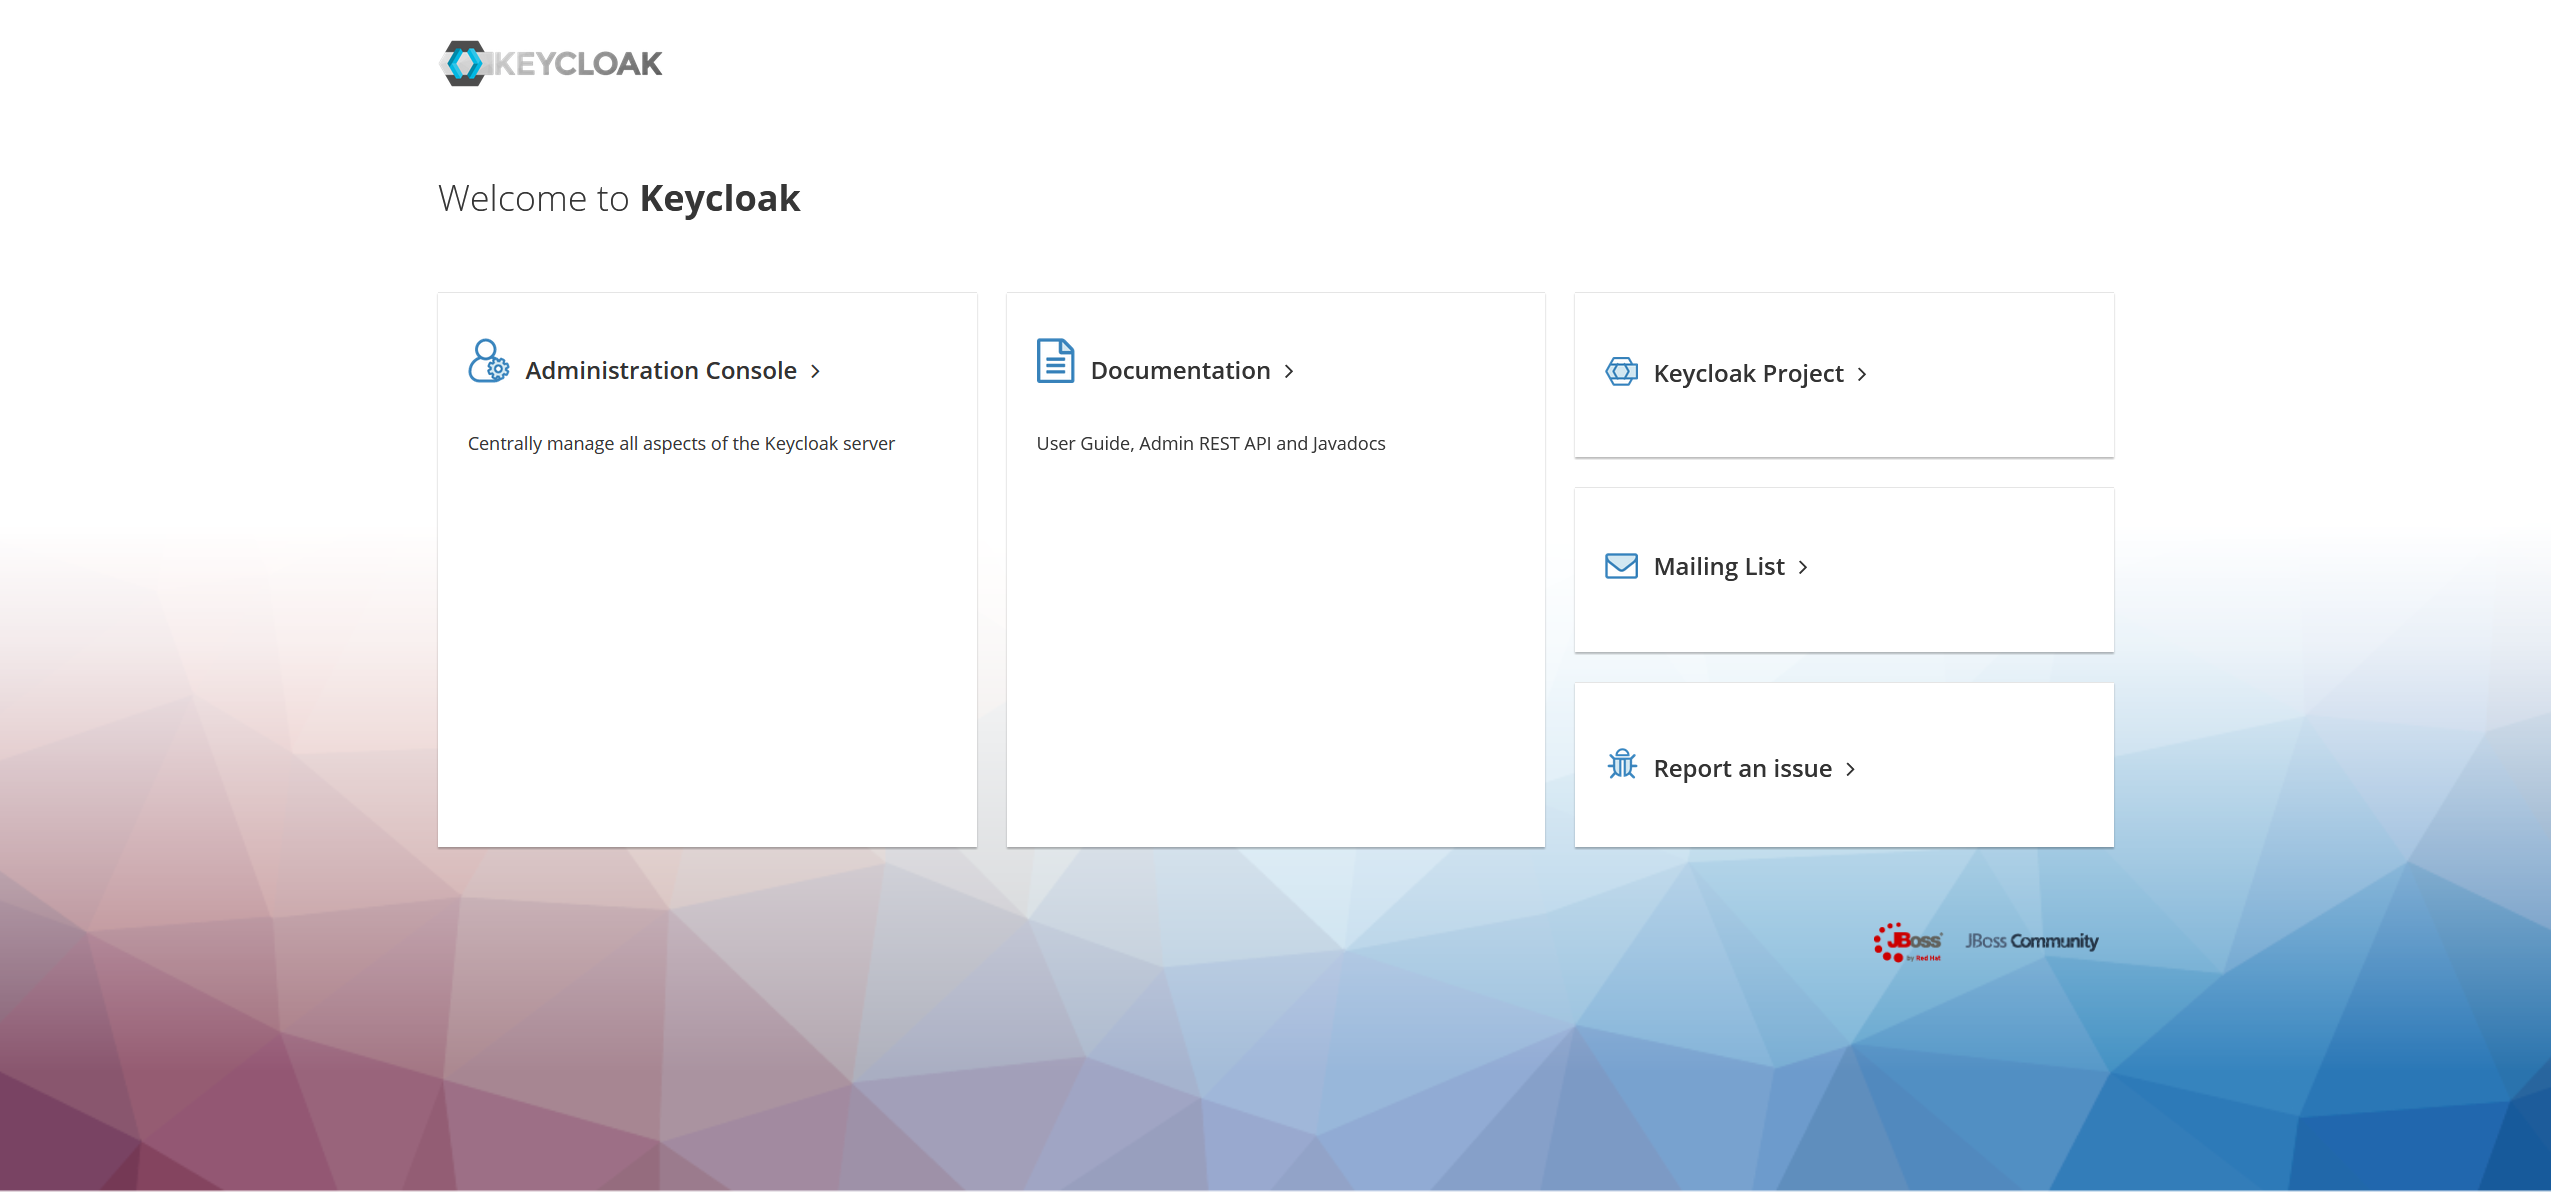 KEYCLOAK
Welcome to Keycloak
Administration Console
Centrally manage all aspects of the Keycloak server
Documentation
User Guide, Admin REST API and Javadocs
Keycloak Project
Mailing List
Report an issue
JBoss
by Red Hat
JBoss Community